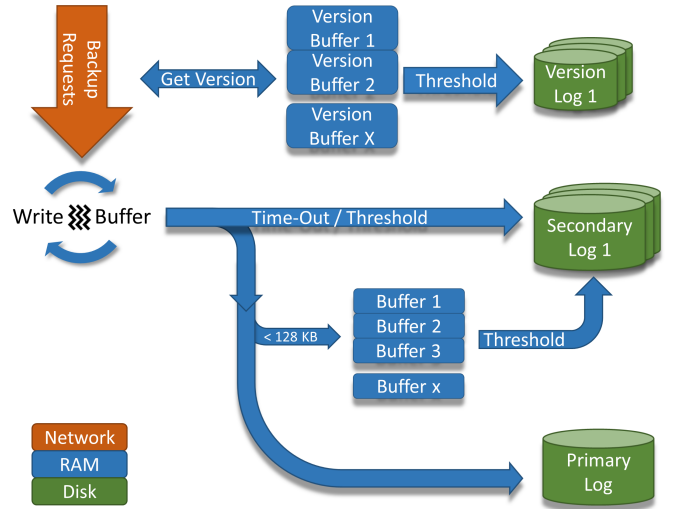 Backup
Requests
Get Version
Version
Buffer 1
Version
Buffer 2
Version
Buffer X
Threshold
Version
Log 1
Write
Buffer
Time-Out / Threshold
Secondary
Log 1
< 128 KB
Buffer 1
Buffer 2
Buffer 3
Buffer x
Threshold
Network
RAM
Disk
Primary
Log